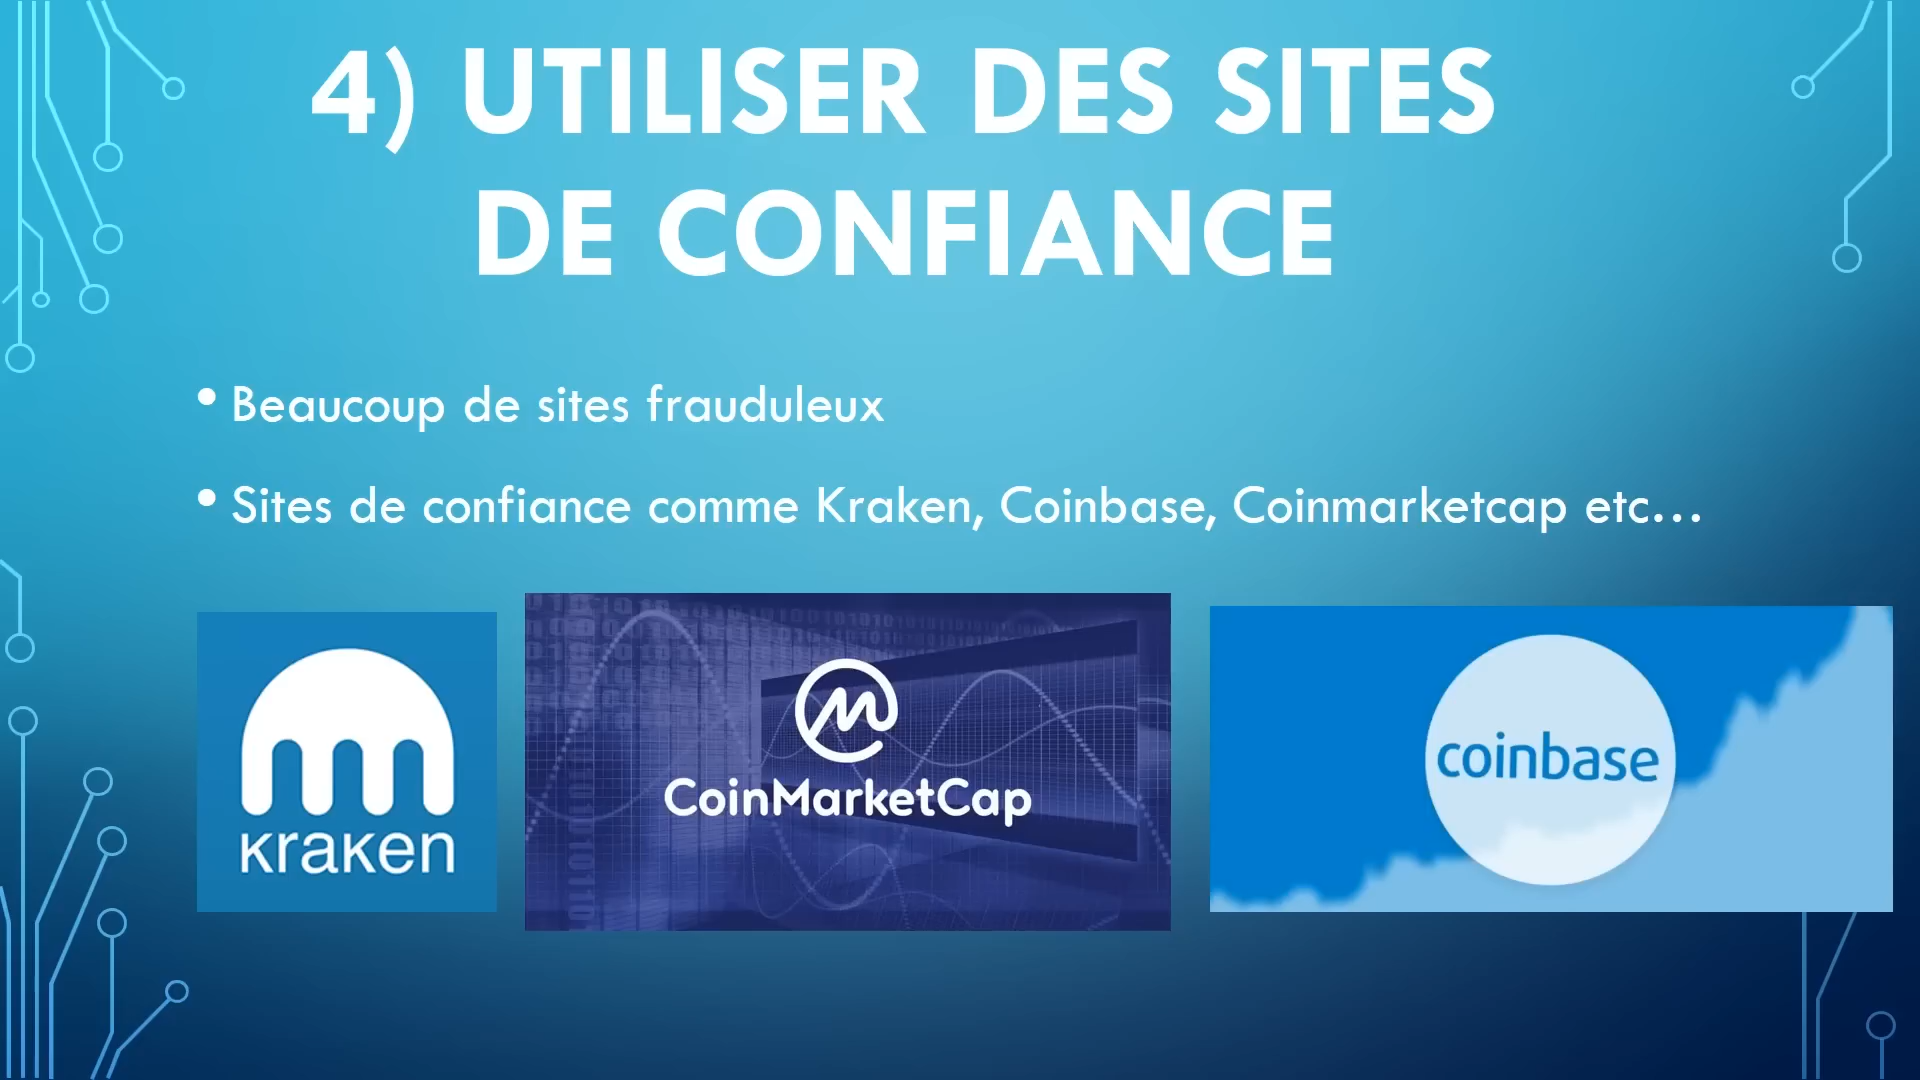 4) UTILISER DES SITES
DE CONFIANCE
• Beaucoup de sites frauduleux
• Sites de confiance comme Kraken, Coinbase, Coinmarketcap etc…
Kraken
CoinMarketCap
coinbase